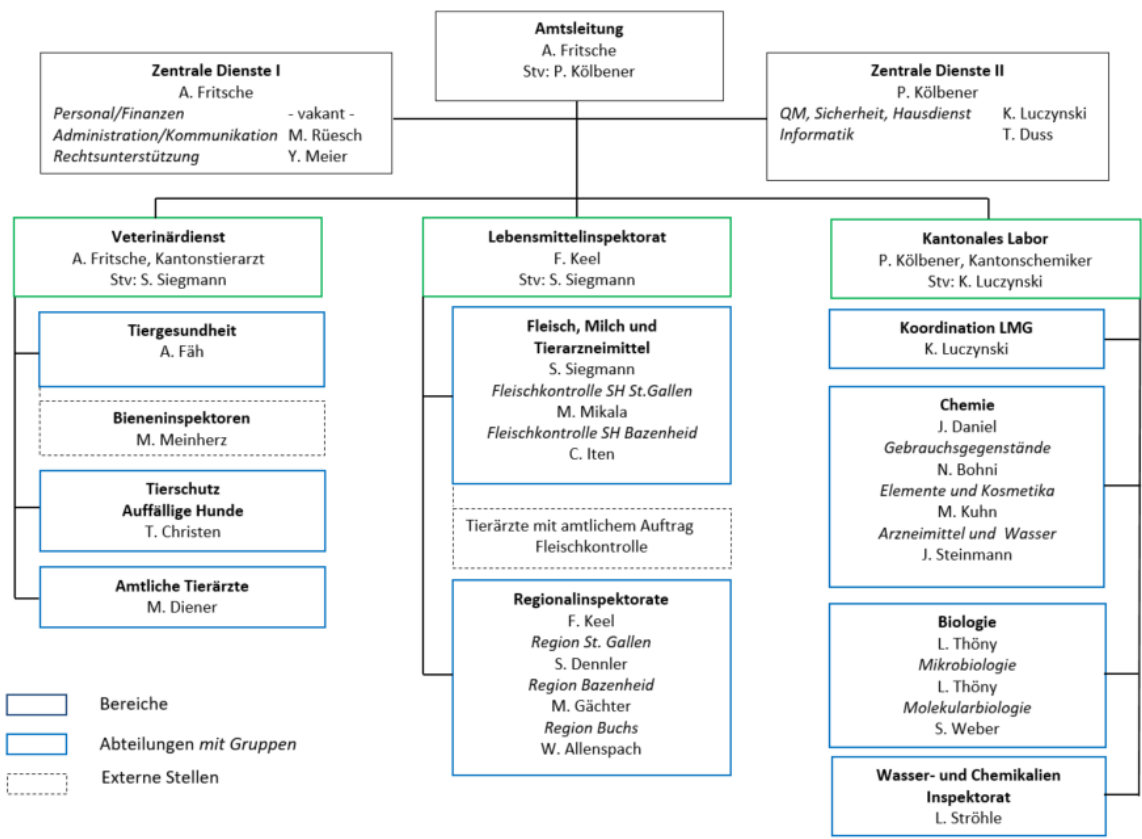 Amtsleitung
A. Fritsche
Stv: P. Kölbener
Zentrale Dienste I
A. Fritsche
Personal/Finanzen - vakant -
Administration/Kommunikation M. Rüesch
Rechtsunterstützung Y. Meier
Zentrale Dienste II
P. Kölbener
QM, Sicherheit, Hausdienst K. Luczynski
Informatik T. Duss
Veterinärdienst
A. Fritsche, Kantonstierarzt
Stv: S. Siegmann
Tiergesundheit
A. Fäh
Bieneninspektoren
M. Meinherz
Tierschutz
Auffällige Hunde
T. Christen
Amtliche Tierärzte
M. Diener
Lebensmittelinspektorat
F. Keel
Stv: S. Siegmann
Fleisch, Milch und
Tierarzneimittel
S. Siegmann
Fleischkontrolle SH St.Gallen
M. Mikala
Fleischkontrolle SH Bazenheid
C. Iten
Tierärzte mit amtlichem Auftrag
Fleischkontrolle
Regionalinspektorate
F. Keel
Region St. Gallen
S. Dennler
Region Bazenheid
M. Gächter
Region Buchs
W. Allenspach
Kantonales Labor
P. Kölbener, Kantonschemiker
Stv: K. Luczynski
Koordination LMG
K. Luczynski
Chemie
J. Daniel
Gebrauchsgegenstände
N. Bohni
Elemente und Kosmetika
M. Kuhn
Arzneimittel und Wasser
J. Steinmann
Biologie
L. Thöny
Mikrobiologie
L. Thöny
Molekularbiologie
S. Weber
Wasser- und Chemikalien
Inspektorat
L. Ströhle
Bereiche
Abteilungen mit Gruppen
Externe Stellen